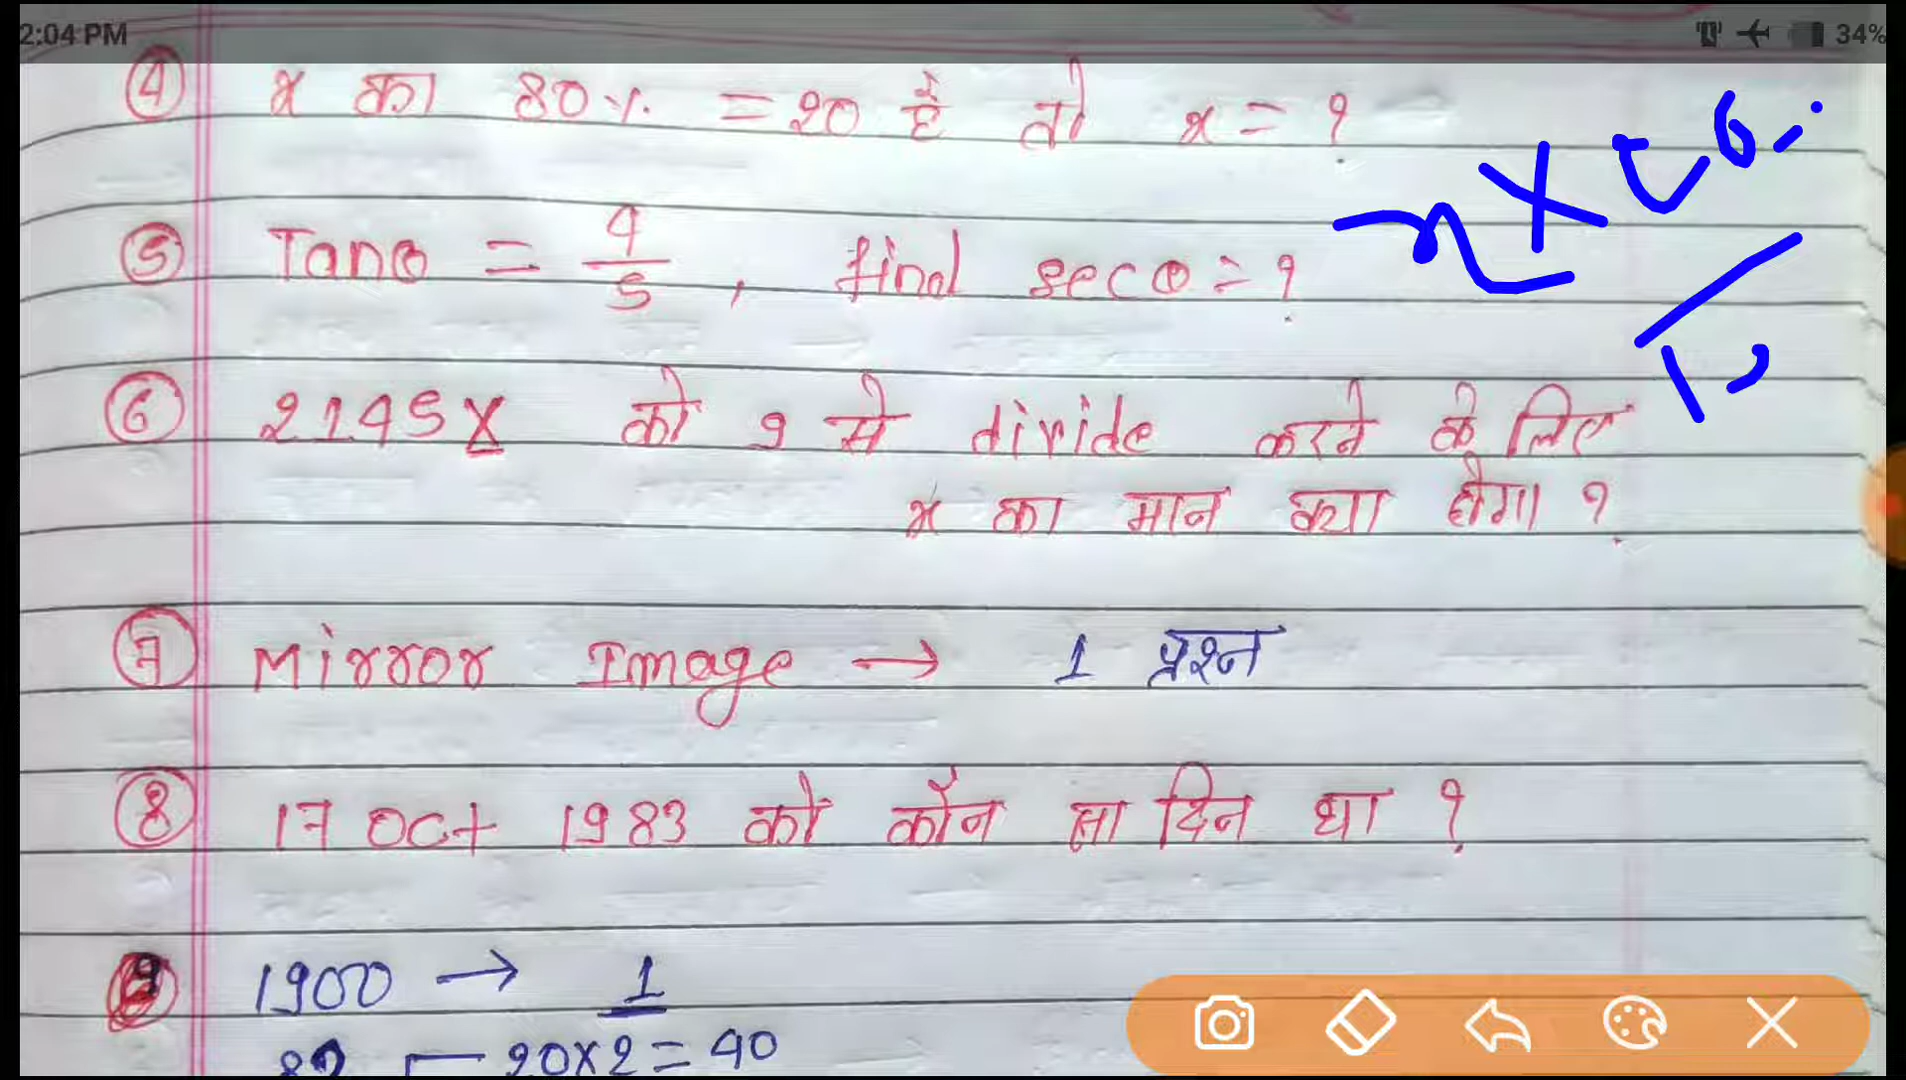 2:04 PM 34%
④ x का 80% = 20 है तो x = ?
⑤ Tanθ = 4/5 , find secθ = ?
⑥ 2145X को 9 से divide करने के लिए
x का मान क्या होगा ?
⑦ Mirror Image → 1 प्रश्न
⑧ 17 Oct 1983 को कौन सा दिन था ?
9 1900 → 1
82 20×2 = 40